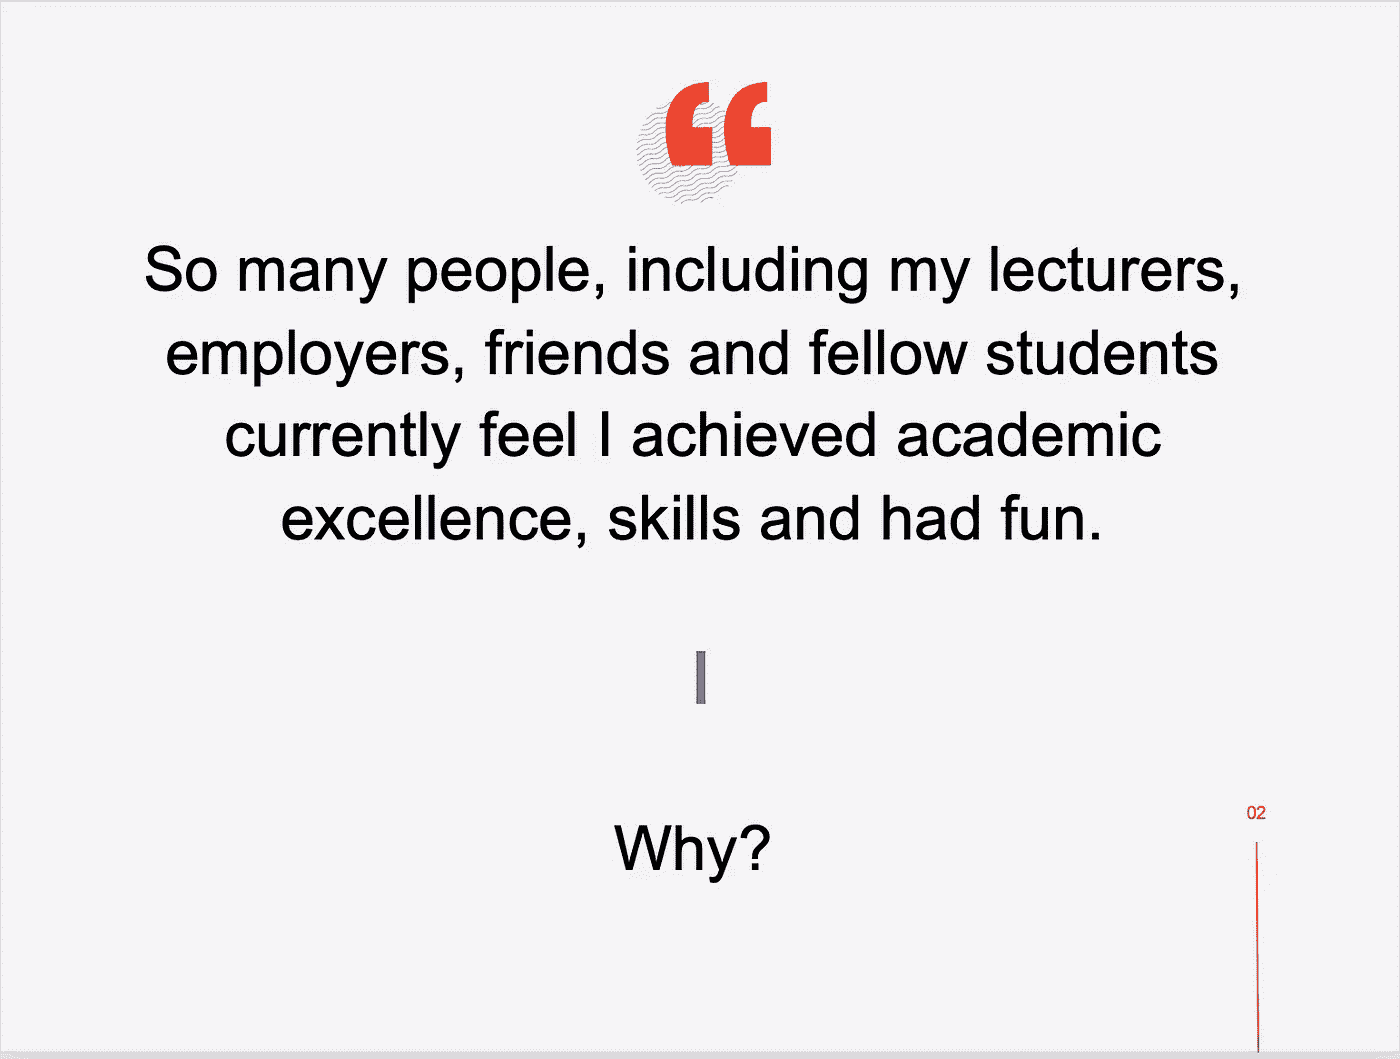 “
So many people, including my lecturers,
employers, friends and fellow students
currently feel I achieved academic
excellence, skills and had fun.
Why?
02